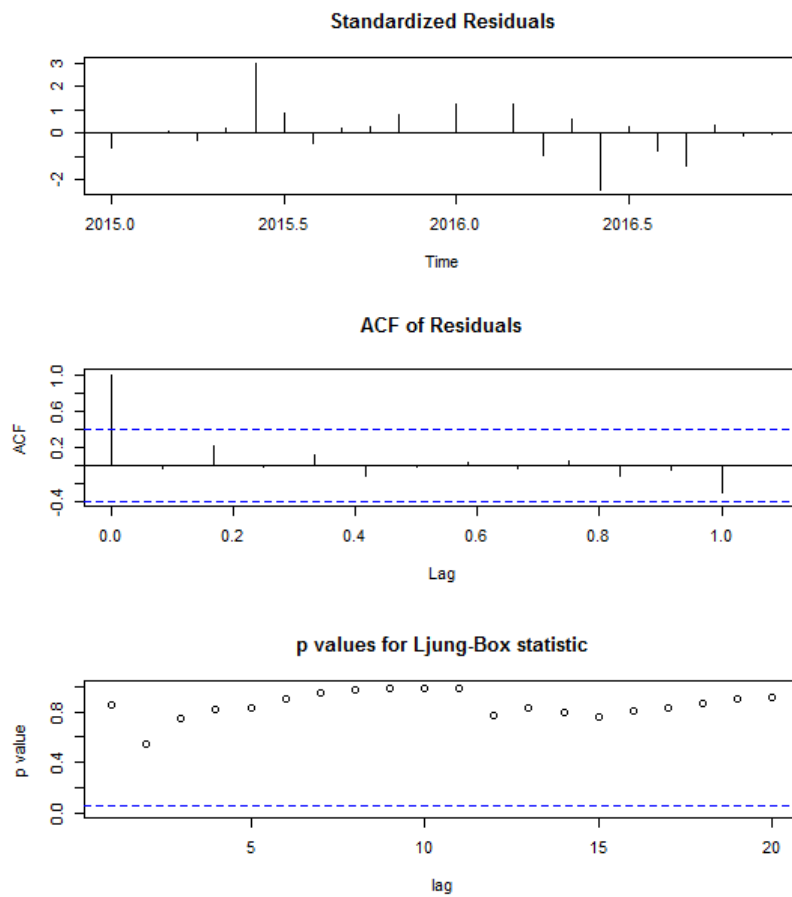 Standardized Residuals
3
2
1
0
-2
2015.0 2015.5 2016.0 2016.5
Time
ACF of Residuals
ACF
1.0
0.6
0.2
-0.4
0.0 0.2 0.4 0.6 0.8 1.0
Lag
p values for Ljung-Box statistic
p value
0.8
0.4
0.0
5 10 15 20
lag